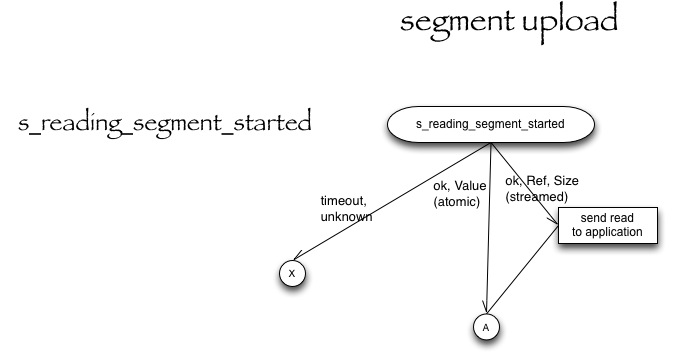 segment upload
s_reading_segment_started
s_reading_segment_started
timeout,
unknown
ok, Value
(atomic)
ok, Ref, Size
(streamed)
send read
to application
X
A